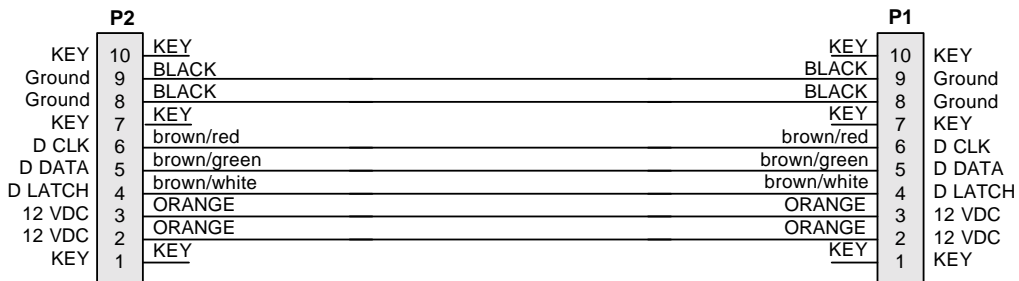 P2 P1
KEY 10 KEY KEY 10 KEY
Ground 9 BLACK BLACK 9 Ground
Ground 8 BLACK BLACK 8 Ground
KEY 7 KEY KEY 7 KEY
D CLK 6 brown/red brown/red 6 D CLK
D DATA 5 brown/green brown/green 5 D DATA
D LATCH 4 brown/white brown/white 4 D LATCH
12 VDC 3 ORANGE ORANGE 3 12 VDC
12 VDC 2 ORANGE ORANGE 2 12 VDC
KEY 1 KEY KEY 1 KEY